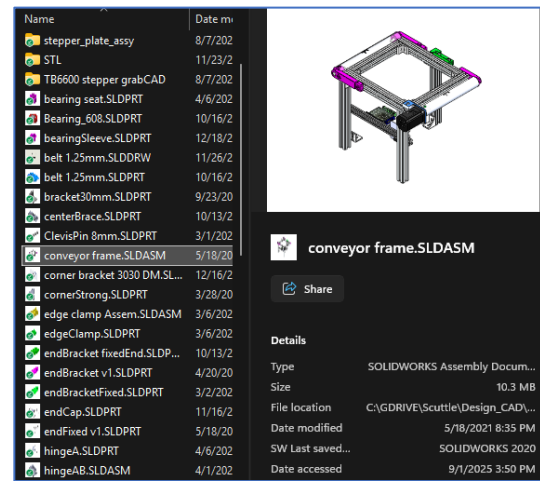 Name Date mo
stepper_plate_assy 8/7/202
STL 11/23/2
TB6600 stepper grabCAD 8/7/202
bearing seat.SLDPRT 4/6/202
Bearing_608.SLDPRT 10/16/2
bearingSleeve.SLDPRT 12/18/2
belt 1.25mm.SLDDRW 11/26/2
belt 1.25mm.SLDPRT 10/16/2
bracket30mm.SLDPRT 9/23/20
centerBrace.SLDPRT 10/13/2
ClevisPin 8mm.SLDPRT 3/1/202
conveyor frame.SLDASM 5/18/20
corner bracket 3030 DM.SL... 12/16/2
cornerStrong.SLDPRT 3/28/20
edge clamp Assem.SLDASM 3/6/202
edgeClamp.SLDPRT 3/6/202
endBracket fixedEnd.SLDP... 10/13/2
endBracket v1.SLDPRT 4/20/20
endBracketFixed.SLDPRT 3/2/202
endCap.SLDPRT 11/16/2
endFixed v1.SLDPRT 5/18/20
hingeA.SLDPRT 4/6/202
hingeAB.SLDASM 4/1/202
conveyor frame.SLDASM
Share
Details
Type SOLIDWORKS Assembly Docum...
Size 10.3 MB
File location C:\GDRIVE\Scuttle\Design_CAD\...
Date modified 5/18/2021 8:35 PM
SW Last saved... SOLIDWORKS 2020
Date accessed 9/1/2025 3:50 PM